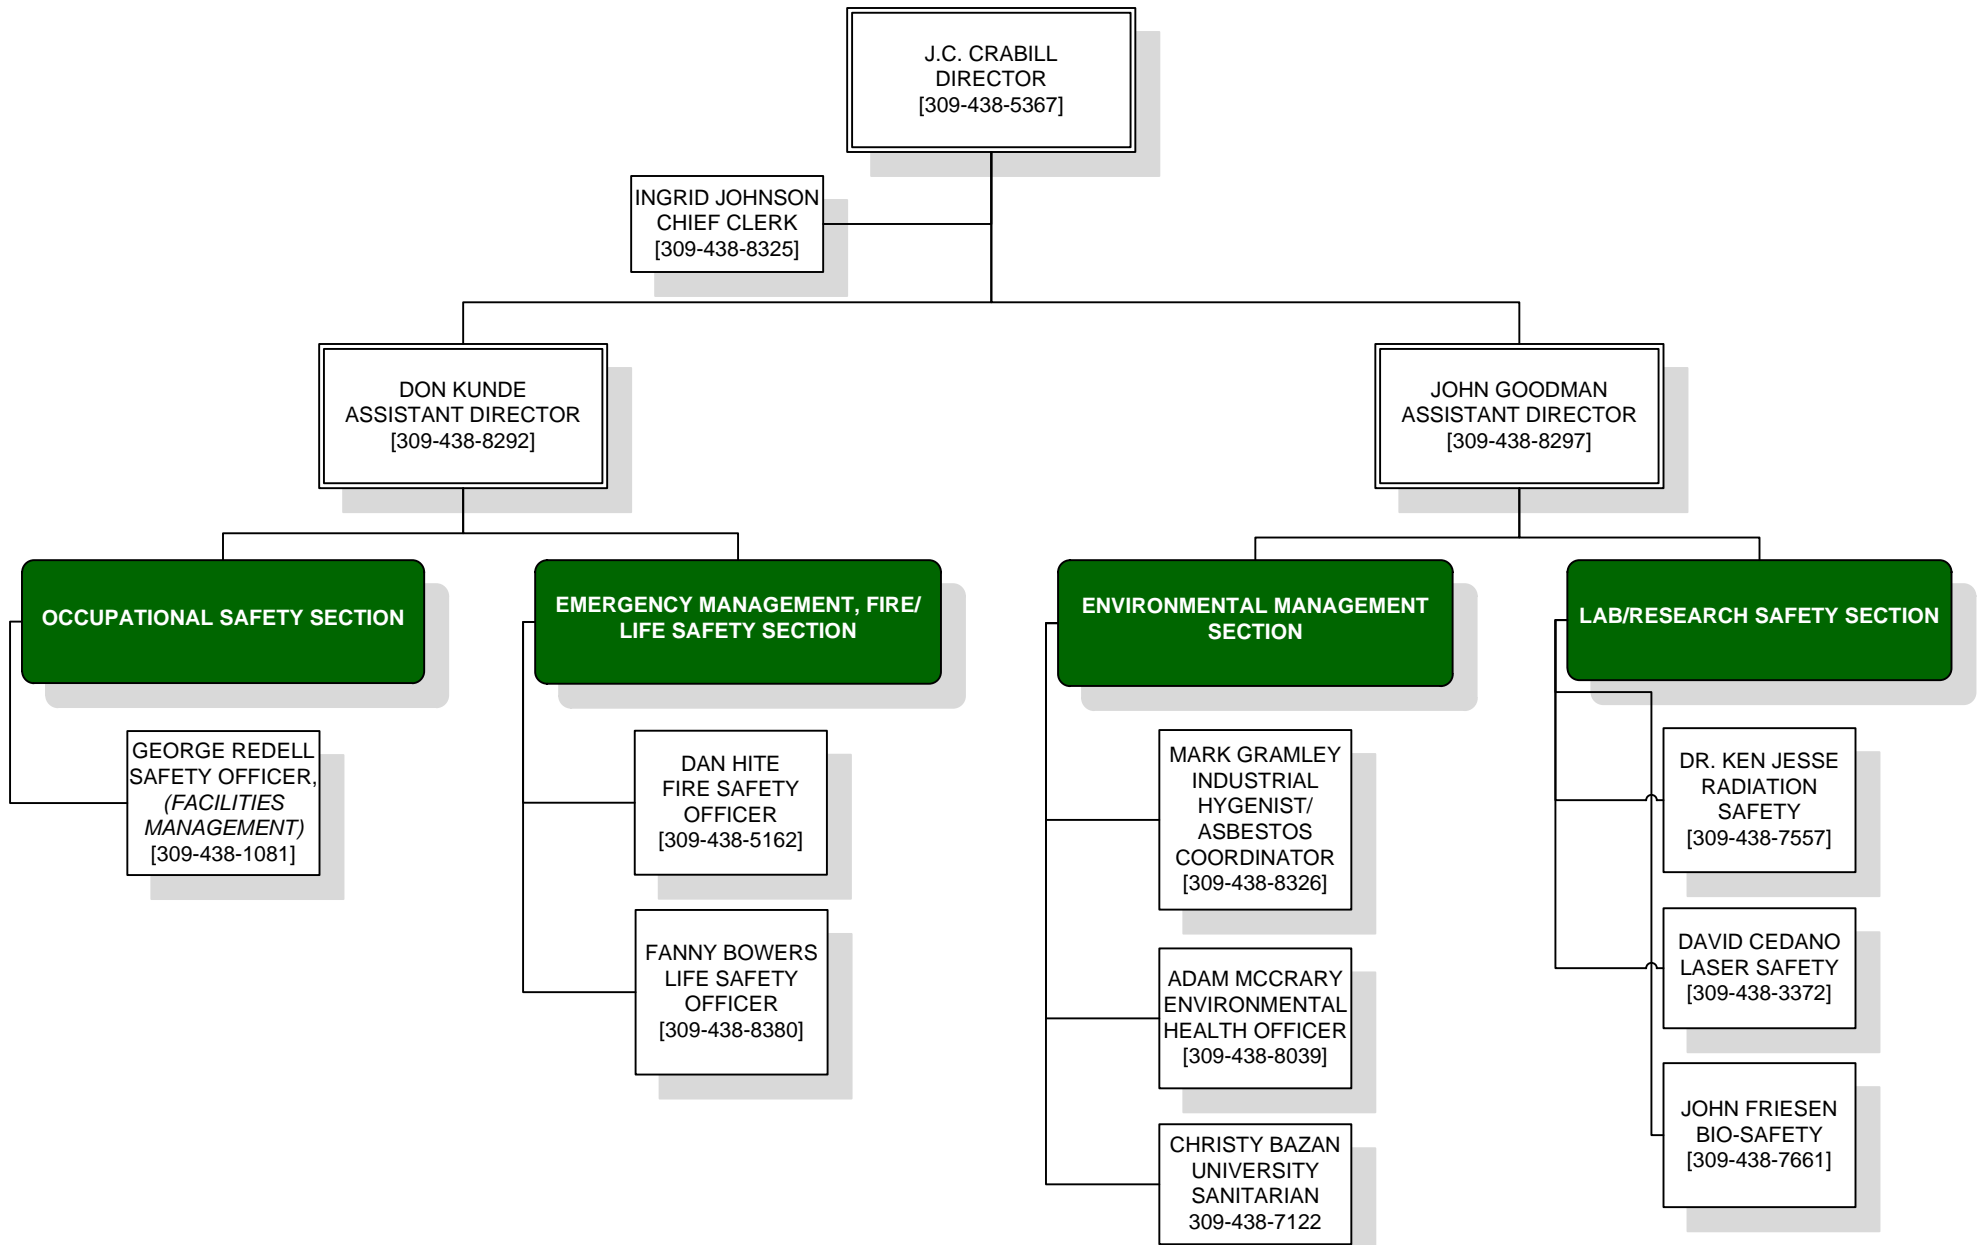 J.C. CRABILL
DIRECTOR
[309-438-5367]
INGRID JOHNSON
CHIEF CLERK
[309-438-8325]
DON KUNDE
ASSISTANT DIRECTOR
[309-438-8292]
JOHN GOODMAN
ASSISTANT DIRECTOR
[309-438-8297]
OCCUPATIONAL SAFETY SECTION
EMERGENCY MANAGEMENT, FIRE/
LIFE SAFETY SECTION
ENVIRONMENTAL MANAGEMENT
SECTION
LAB/RESEARCH SAFETY SECTION
GEORGE REDELL
SAFETY OFFICER,
(FACILITIES
MANAGEMENT)
[309-438-1081]
DAN HITE
FIRE SAFETY
OFFICER
[309-438-5162]
FANNY BOWERS
LIFE SAFETY
OFFICER
[309-438-8380]
MARK GRAMLEY
INDUSTRIAL
HYGENIST/
ASBESTOS
COORDINATOR
[309-438-8326]
ADAM MCCRARY
ENVIRONMENTAL
HEALTH OFFICER
[309-438-8039]
CHRISTY BAZAN
UNIVERSITY
SANITARIAN
309-438-7122
DR. KEN JESSE
RADIATION
SAFETY
[309-438-7557]
DAVID CEDANO
LASER SAFETY
[309-438-3372]
JOHN FRIESEN
BIO-SAFETY
[309-438-7661]